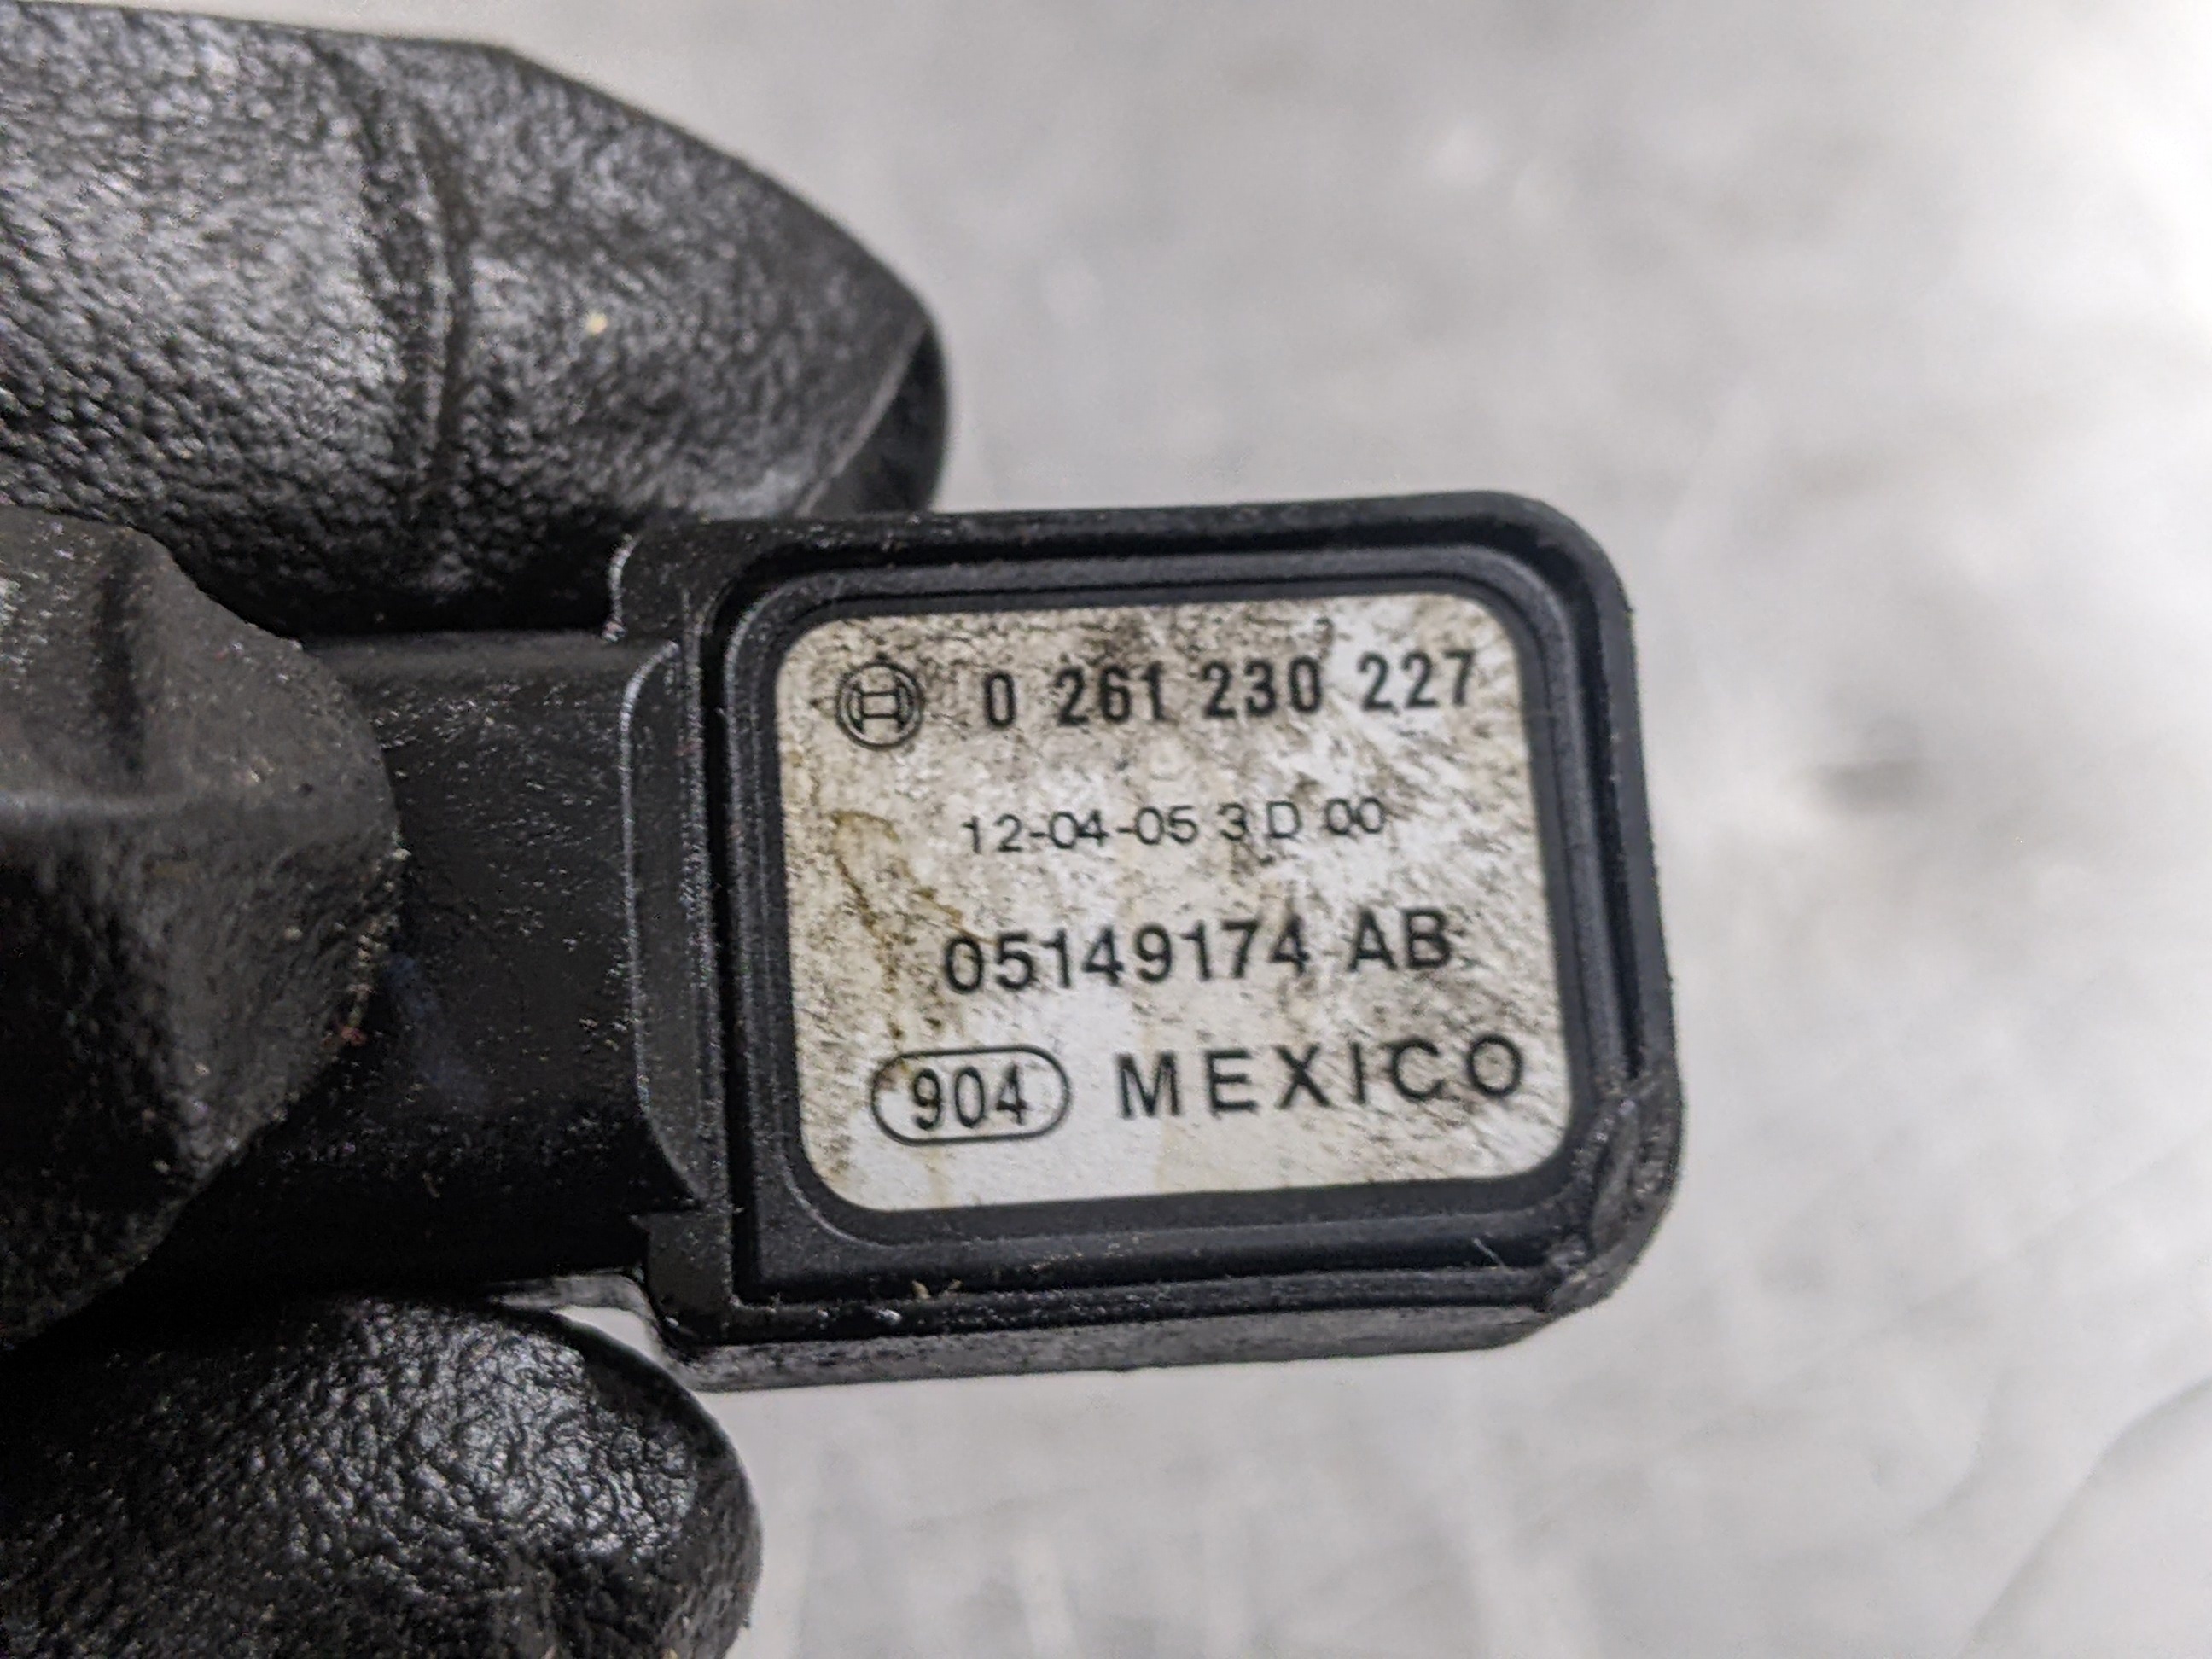 0 261 230 227
12-04-05 3 D 00
05149174 AB
904 MEXICO